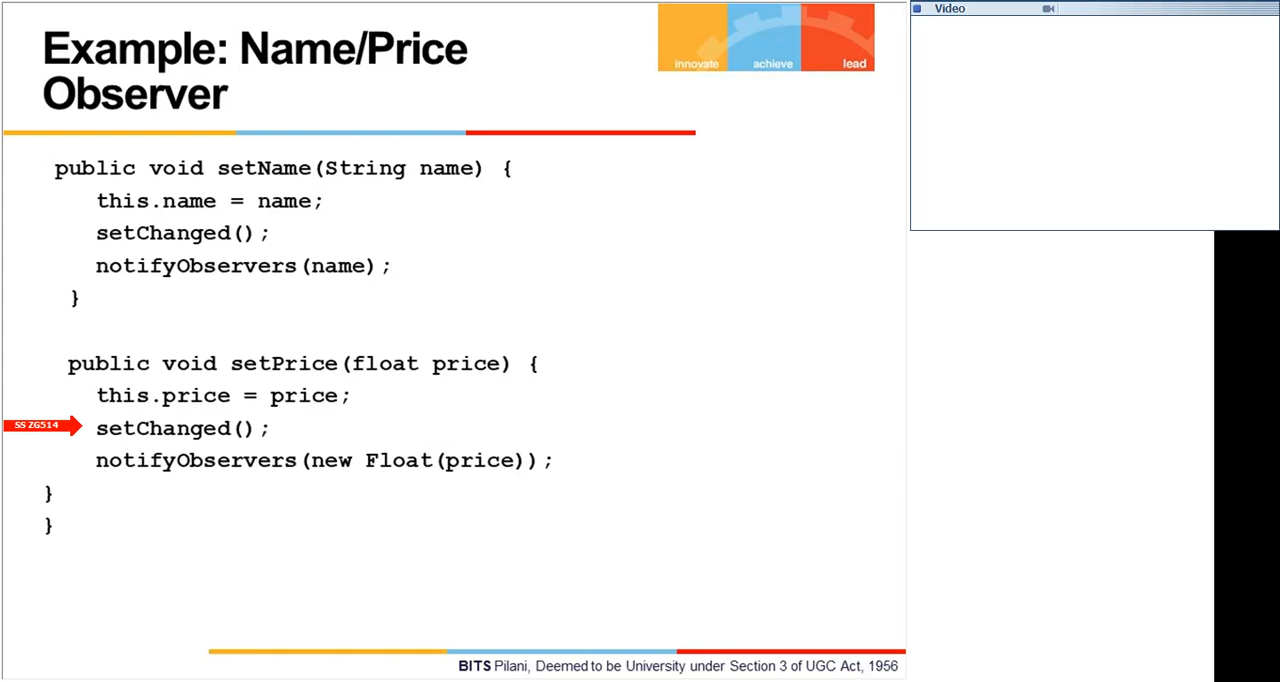 Example: Name/Price
Observer
innovate achieve lead
Video
public void setName(String name) {
this.name = name;
setChanged();
notifyObservers(name);
}
public void setPrice(float price) {
this.price = price;
SS ZG514
setChanged();
notifyObservers(new Float(price));
}
}
BITS Pilani, Deemed to be University under Section 3 of UGC Act, 1956